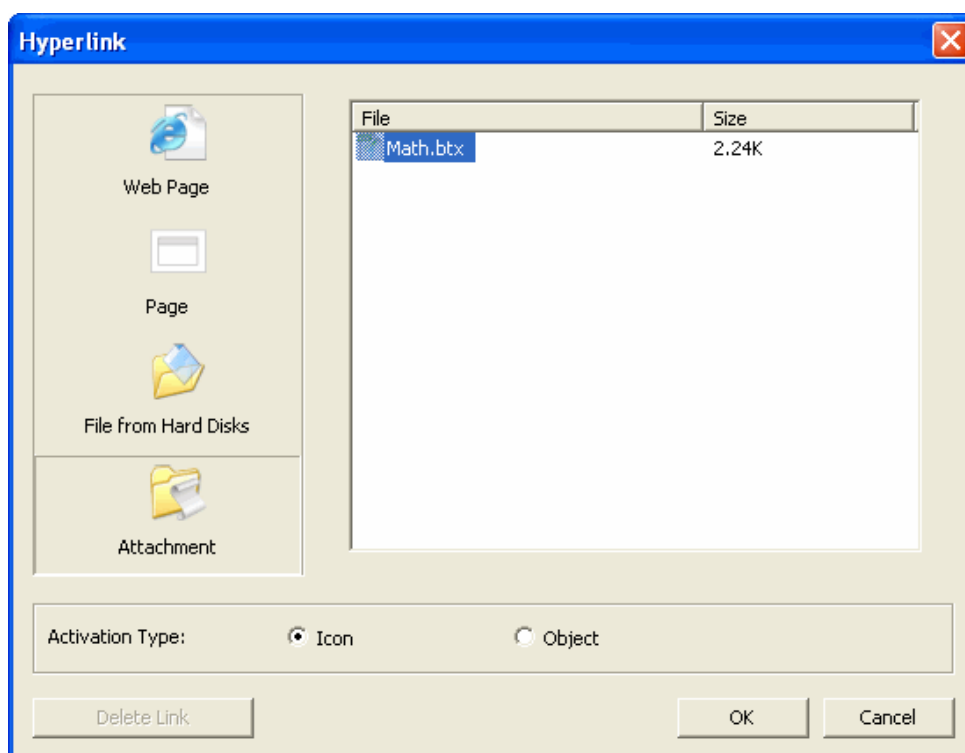 Hyperlink
Web Page
Page
File from Hard Disks
Attachment
File Size
Math.btx 2.24K
Activation Type: Icon Object
Delete Link OK Cancel